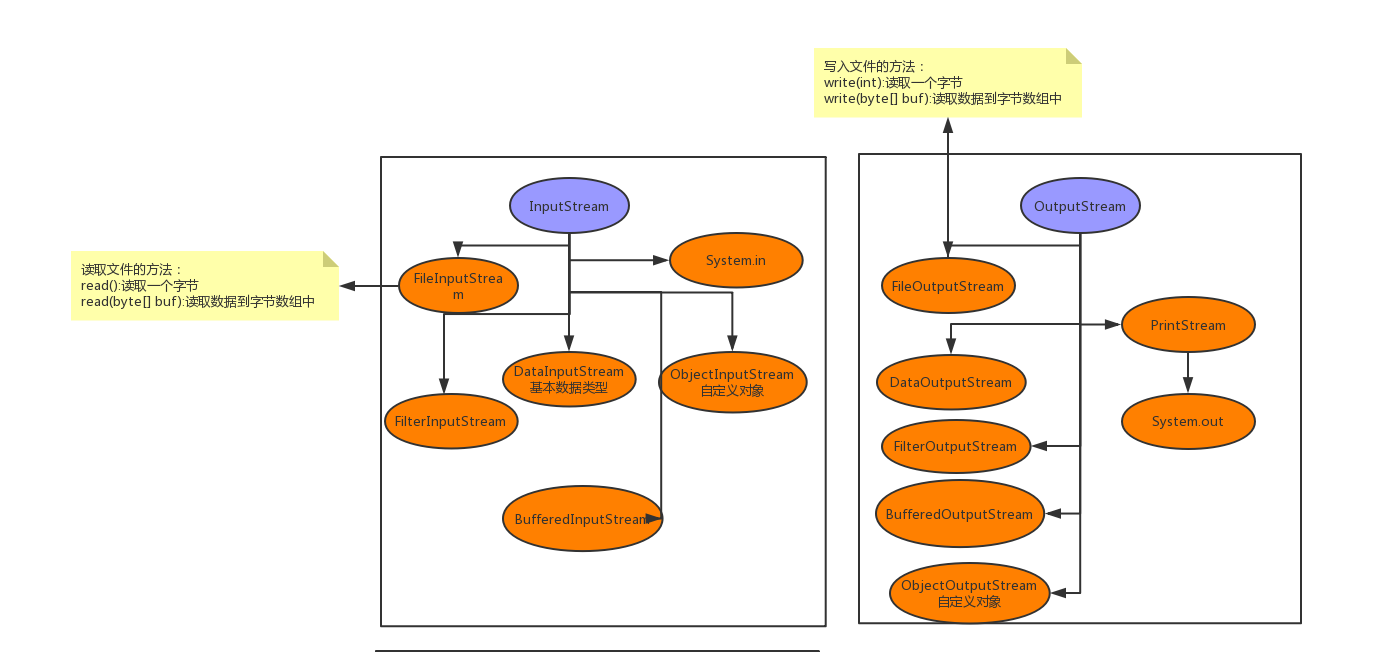 写入文件的方法：
write(int):读取一个字节
write(byte[] buf):读取数据到字节数组中
读取文件的方法：
read():读取一个字节
read(byte[] buf):读取数据到字节数组中
InputStream
System.in
FileInputStrea
m
DataInputStream
基本数据类型
ObjectInputStream
自定义对象
FilterInputStream
BufferedInputStream
OutputStream
FileOutputStream
PrintStream
DataOutputStream
System.out
FilterOutputStream
BufferedOutputStream
ObjectOutputStream
自定义对象